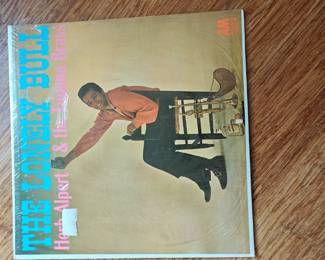 THE LONELY BULL
Herb Alpert & the Tijuana Brass
A&M